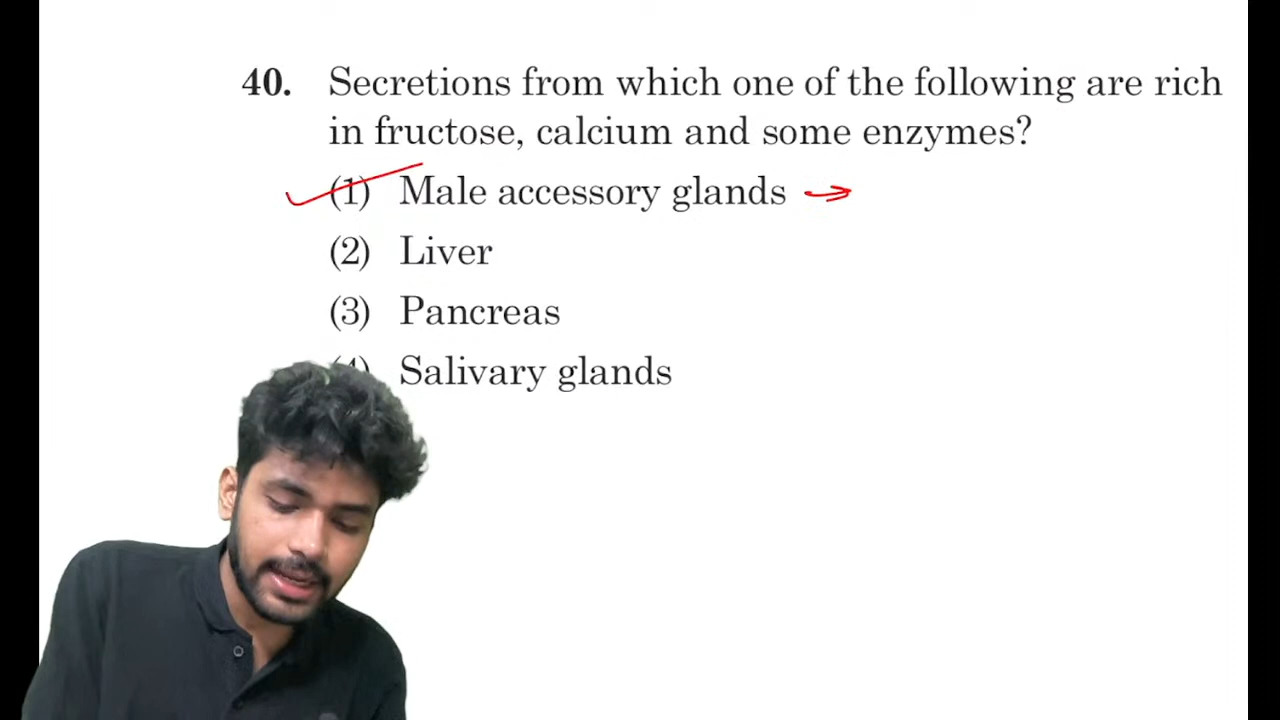 40. Secretions from which one of the following are rich
in fructose, calcium and some enzymes?
(1) Male accessory glands
(2) Liver
(3) Pancreas
(4) Salivary glands